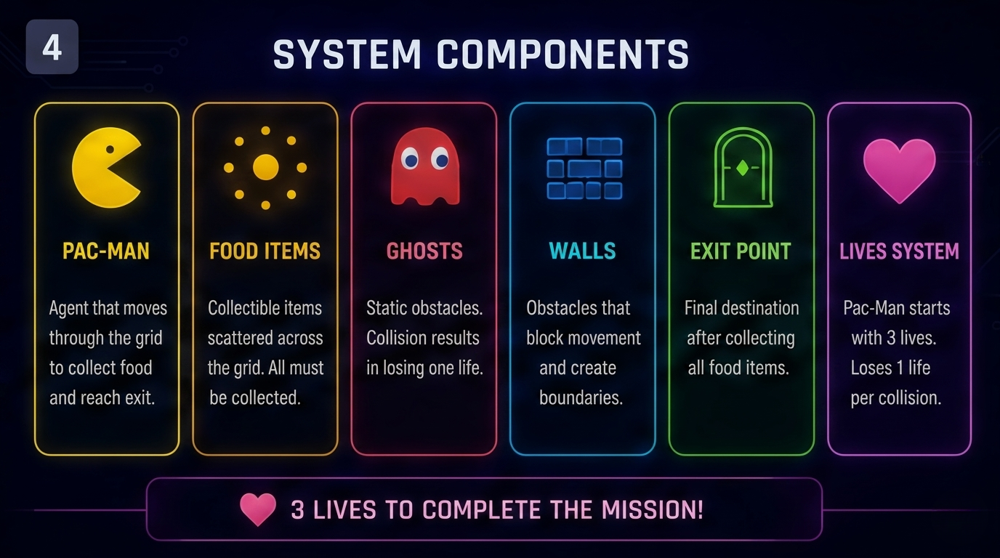 4
SYSTEM COMPONENTS
PAC-MAN
Agent that moves
through the grid
to collect food
and reach exit.
FOOD ITEMS
Collectible items
scattered across
the grid. All must
be collected.
GHOSTS
Static obstacles.
Collision results
in losing one life.
WALLS
Obstacles that
block movement
and create
boundaries.
EXIT POINT
Final destination
after collecting
all food items.
LIVES SYSTEM
Pac-Man starts
with 3 lives.
Loses 1 life
per collision.
3 LIVES TO COMPLETE THE MISSION!